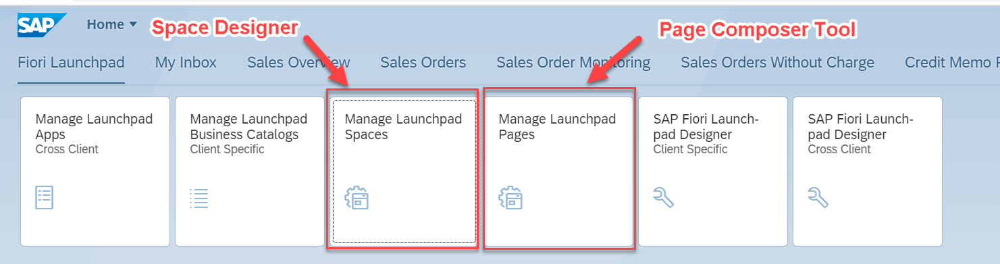 SAP Home Space Designer Page Composer Tool
Fiori Launchpad My Inbox Sales Overview Sales Orders Sales Order Monitoring Sales Orders Without Charge Credit Memo
Manage Launchpad
Apps
Cross Client
Manage Launchpad
Business Catalogs
Client Specific
Manage Launchpad
Spaces
Manage Launchpad
Pages
SAP Fiori Launch-
pad Designer
Client Specific
SAP Fiori Launch-
pad Designer
Cross Client